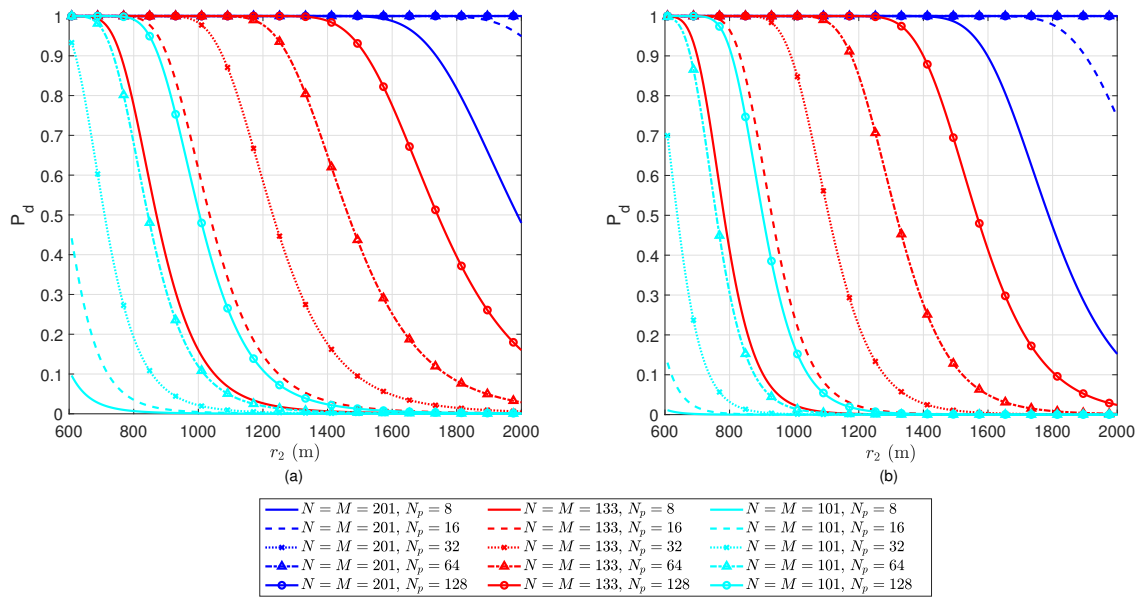 1
0.9
0.8
0.7
0.6
0.5
0.4
0.3
0.2
0.1
0
P_d
600 800 1000 1200 1400 1600 1800 2000
r_2 (m)
(a)
1
0.9
0.8
0.7
0.6
0.5
0.4
0.3
0.2
0.1
0
P_d
600 800 1000 1200 1400 1600 1800 2000
r_2 (m)
(b)
N = M = 201, N_p = 8 N = M = 133, N_p = 8 N = M = 101, N_p = 8
N = M = 201, N_p = 16 N = M = 133, N_p = 16 N = M = 101, N_p = 16
N = M = 201, N_p = 32 N = M = 133, N_p = 32 N = M = 101, N_p = 32
N = M = 201, N_p = 64 N = M = 133, N_p = 64 N = M = 101, N_p = 64
N = M = 201, N_p = 128 N = M = 133, N_p = 128 N = M = 101, N_p = 128